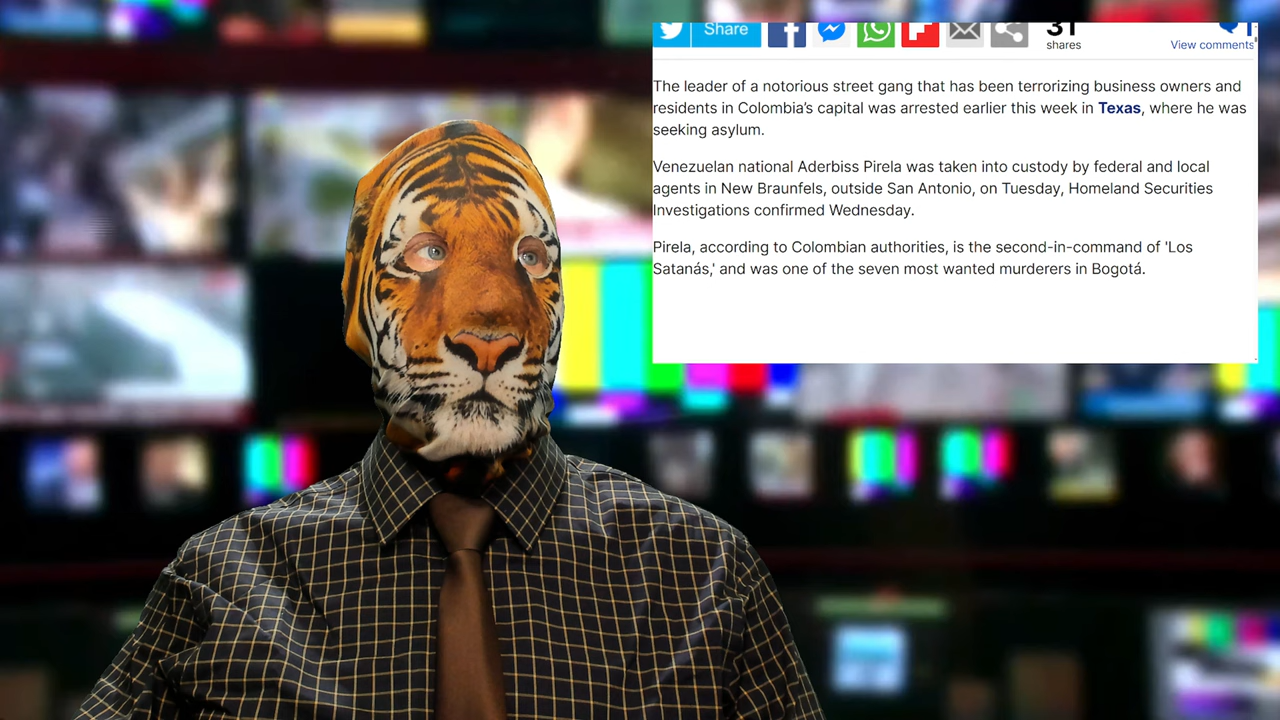 Share
31
shares
View comments
The leader of a notorious street gang that has been terrorizing business owners and
residents in Colombia's capital was arrested earlier this week in Texas, where he was
seeking asylum.
Venezuelan national Aderbiss Pirela was taken into custody by federal and local
agents in New Braunfels, outside San Antonio, on Tuesday, Homeland Securities
Investigations confirmed Wednesday.
Pirela, according to Colombian authorities, is the second-in-command of 'Los
Satanás,' and was one of the seven most wanted murderers in Bogotá.